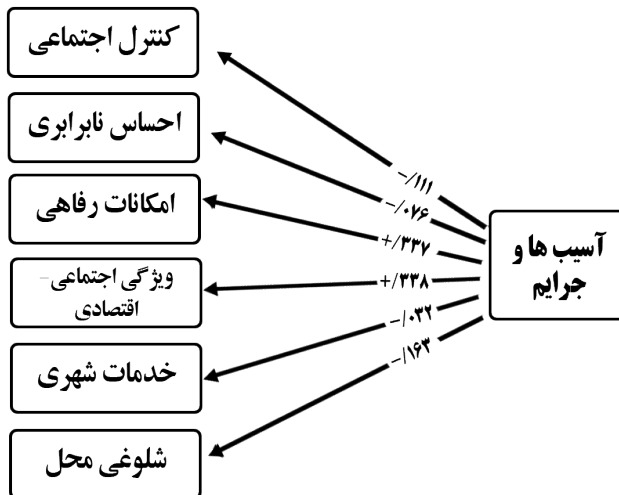 کنترل اجتماعی
احساس نابرابری
امکانات رفاهی
ویژگی اجتماعی-
اقتصادی
خدمات شهری
شلوغی محل
آسیب ها و
جرایم
-/۱۱۱
-/۰۷۶
+/۳۳۷
+/۳۳۸
-/۰۳۲
-/۱۶۳